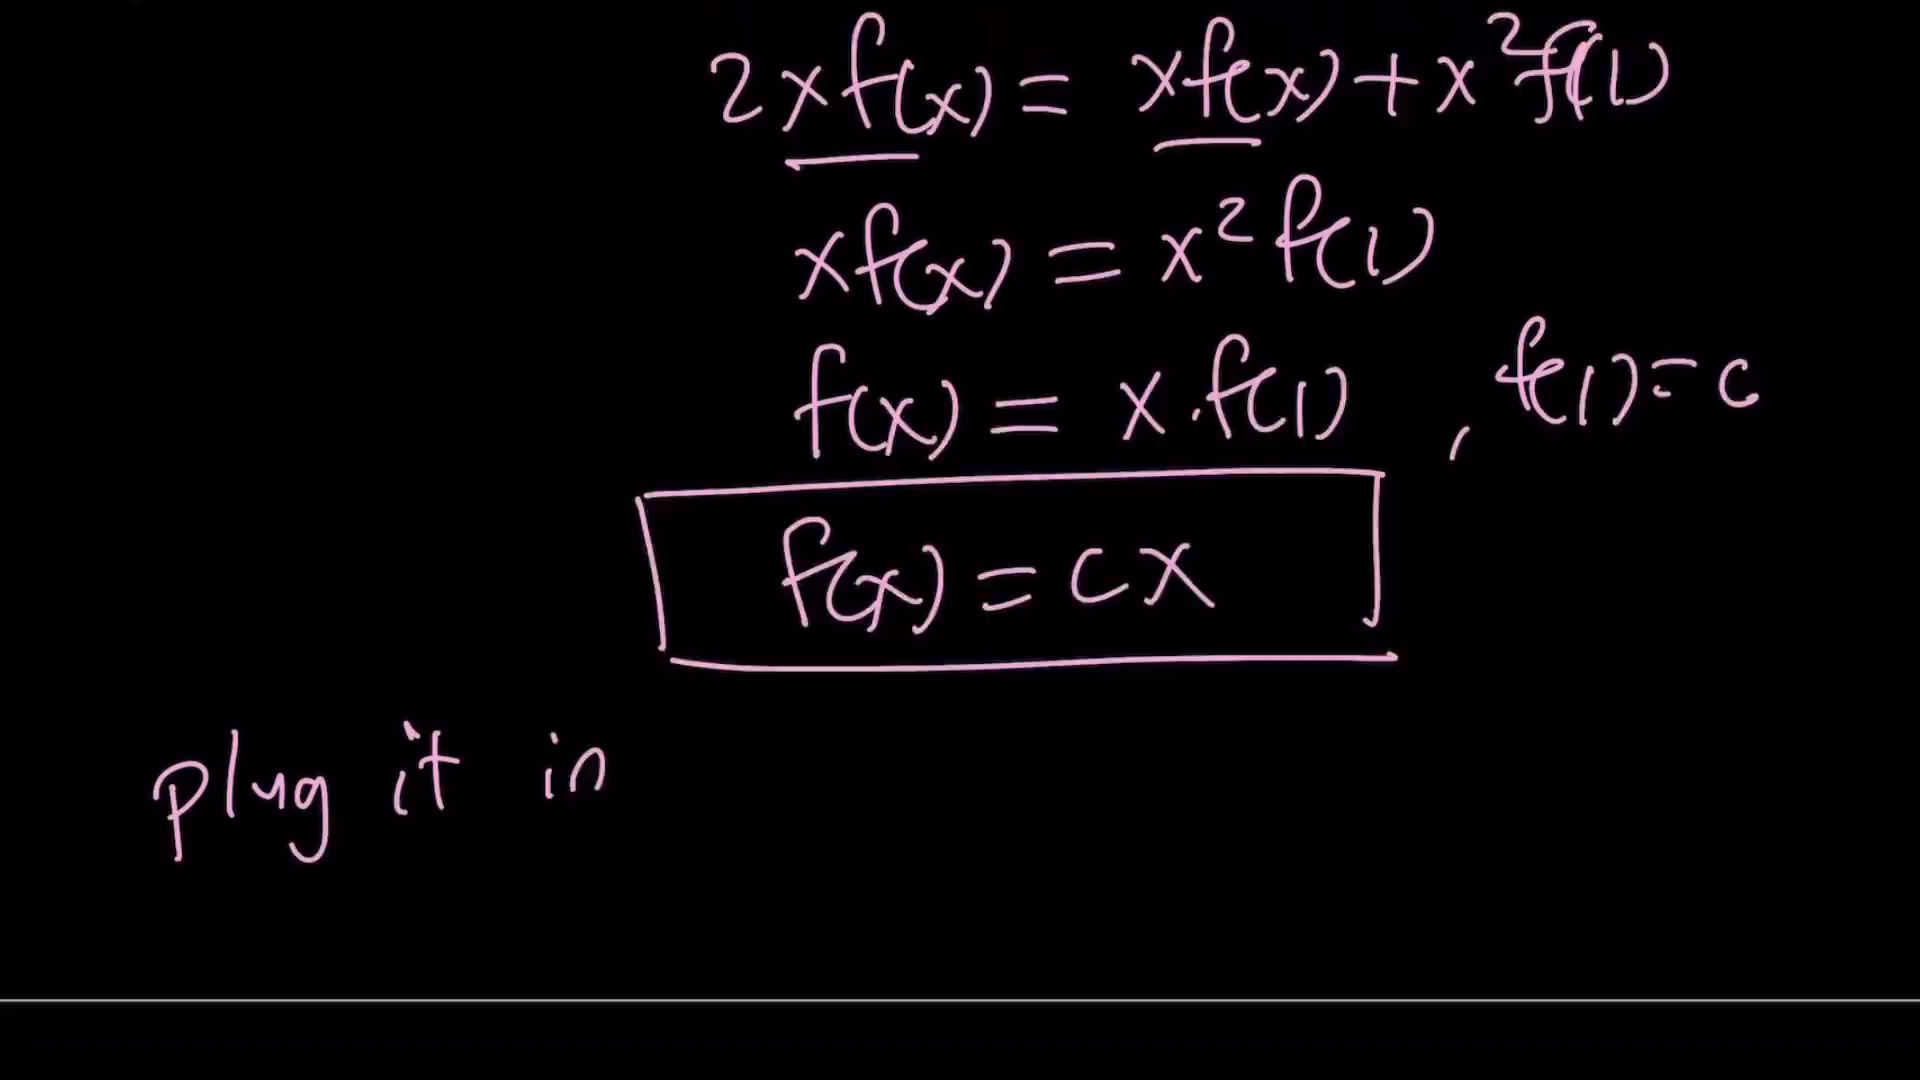 2xf(x) = xf(x) + x²f(1)
xf(x) = x²f(1)
f(x) = x.f(1) , f(1) = c
f(x) = cx
Plug it in